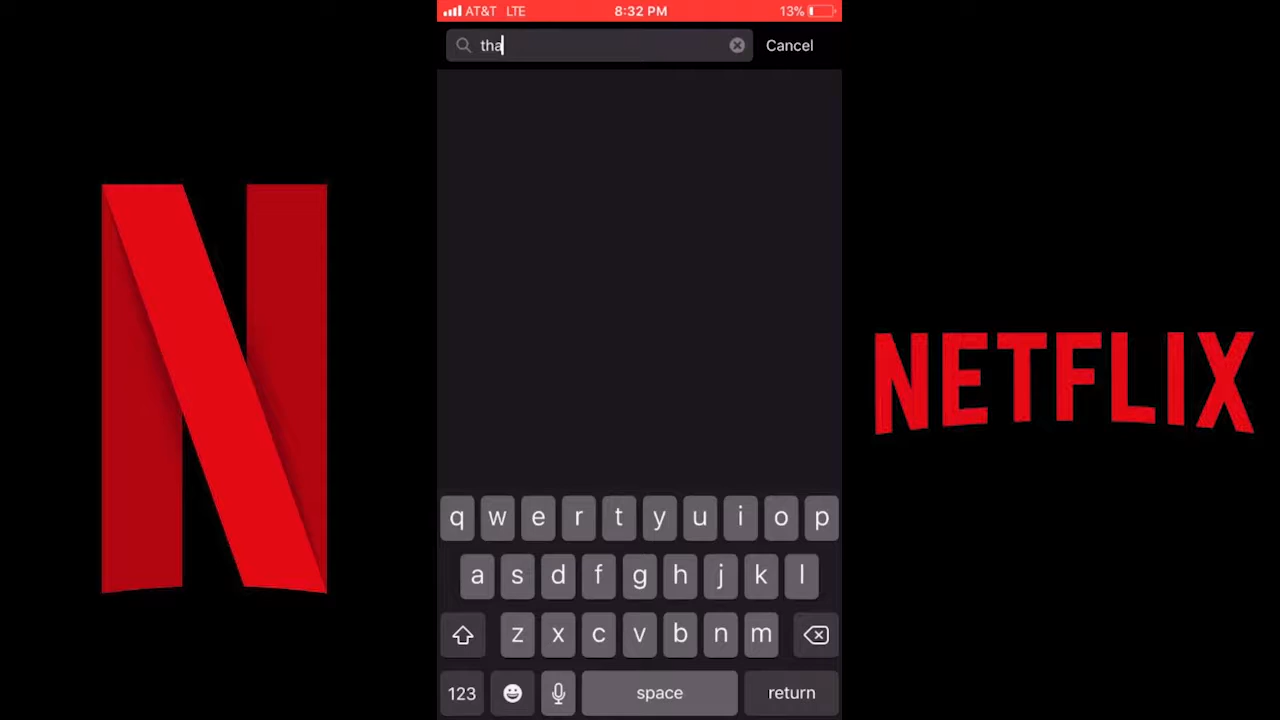 AT&T LTE 8:32 PM 13%
tha Cancel
N
NETFLIX
q w e r t y u i o p
a s d f g h j k l
z x c v b n m
123 space return